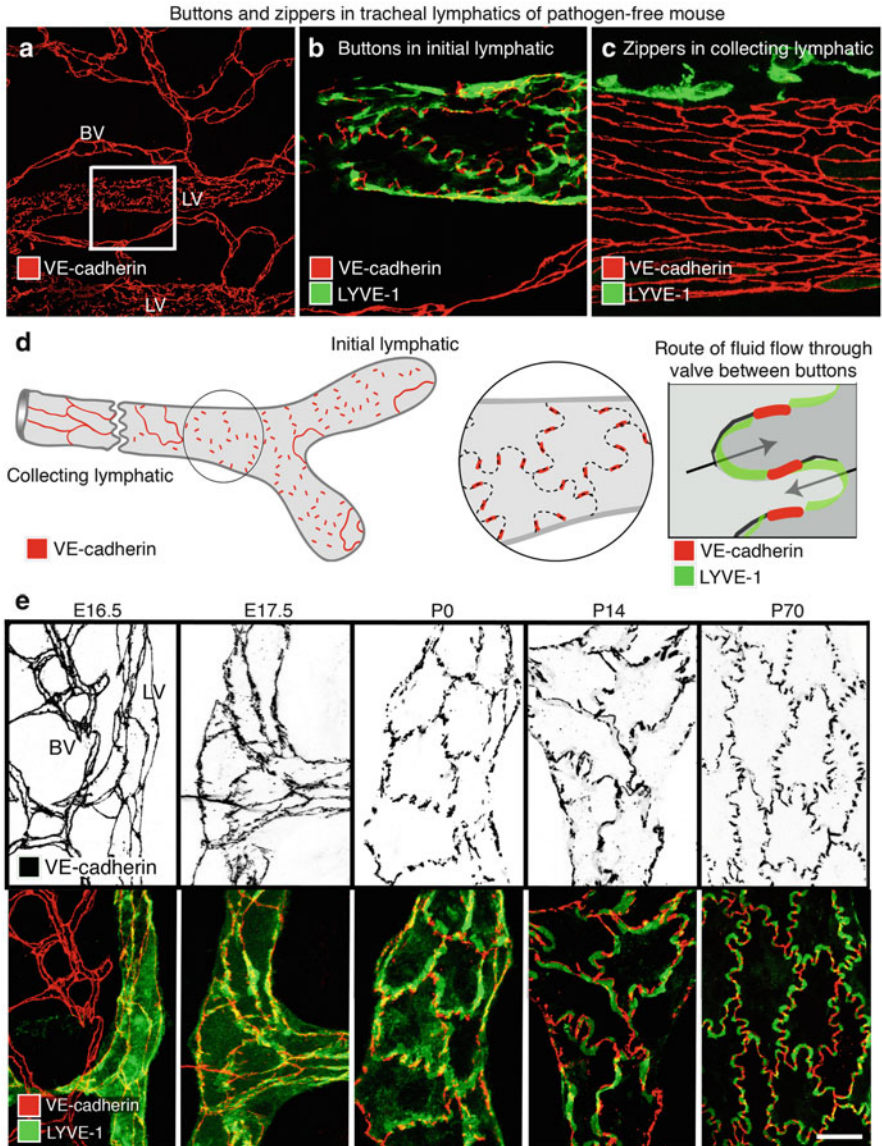 Buttons and zippers in tracheal lymphatics of pathogen-free mouse
a
BV
LV
LV
VE-cadherin
b Buttons in initial lymphatic
VE-cadherin
LYVE-1
c Zippers in collecting lymphatic
VE-cadherin
LYVE-1
d
Initial lymphatic
Collecting lymphatic
VE-cadherin
Route of fluid flow through
valve between buttons
VE-cadherin
LYVE-1
e
E16.5 E17.5 P0 P14 P70
LV
BV
VE-cadherin
VE-cadherin
LYVE-1